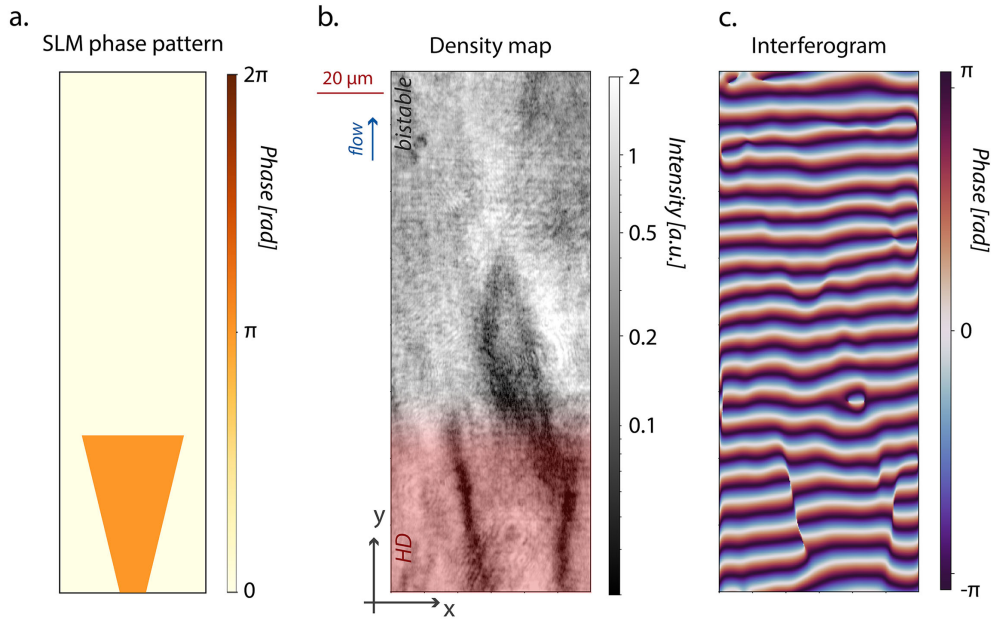 a.
SLM phase pattern
2π
π
0
Phase [rad]
b.
Density map
20 μm
flow
bistable
HD
y
x
2
1
0.5
0.2
0.1
Intensity [a.u.]
c.
Interferogram
π
0
-π
Phase [rad]